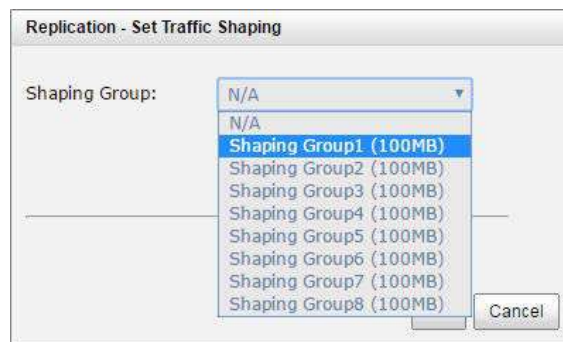 Replication - Set Traffic Shaping
Shaping Group:
N/A
N/A
Shaping Group1 (100MB)
Shaping Group2 (100MB)
Shaping Group3 (100MB)
Shaping Group4 (100MB)
Shaping Group5 (100MB)
Shaping Group6 (100MB)
Shaping Group7 (100MB)
Shaping Group8 (100MB)
Cancel